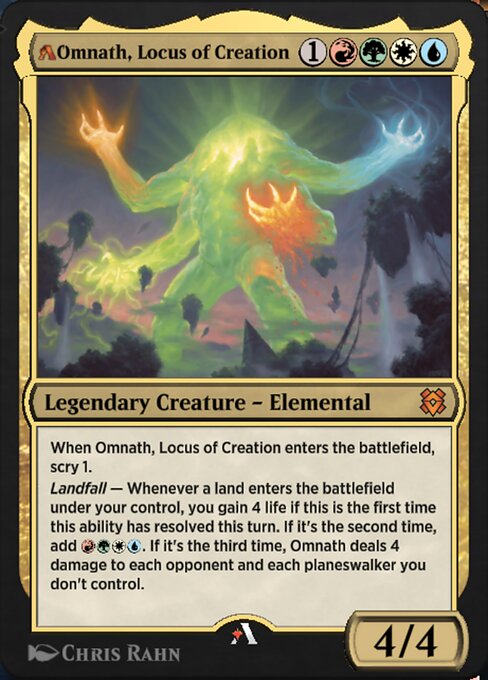 Omnath, Locus of Creation 1
Legendary Creature – Elemental
When Omnath, Locus of Creation enters the battlefield,
scry 1.
Landfall — Whenever a land enters the battlefield
under your control, you gain 4 life if this is the first time
this ability has resolved this turn. If it's the second time,
add . If it's the third time, Omnath deals 4
damage to each opponent and each planeswalker you
don't control.
4/4
Chris Rahn